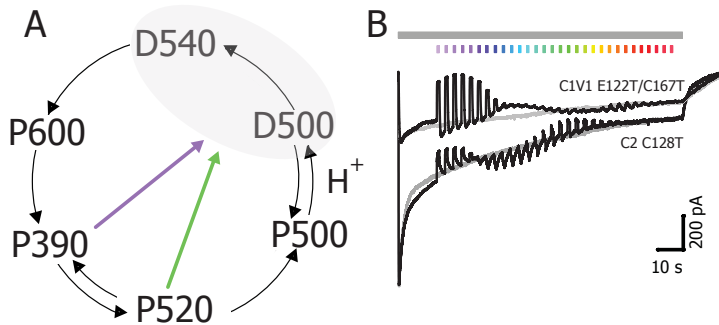 A
D540
D500
P600
H+
P390
P500
P520
B
C1V1 E122T/C167T
C2 C128T
200 pA
10 s